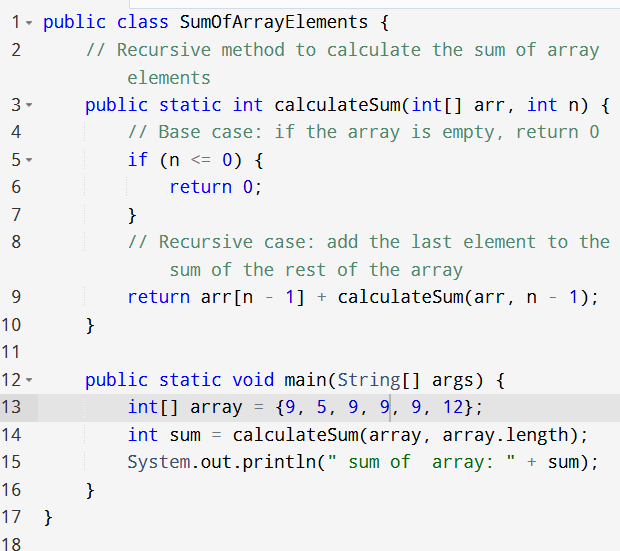 1 public class SumOfArrayElements {
2 // Recursive method to calculate the sum of array
elements
3 public static int calculateSum(int[] arr, int n) {
4 // Base case: if the array is empty, return 0
5 if (n <= 0) {
6 return 0;
7 }
8 // Recursive case: add the last element to the
sum of the rest of the array
9 return arr[n - 1] + calculateSum(arr, n - 1);
10 }
11
12 public static void main(String[] args) {
13 int[] array = {9, 5, 9, 9, 9, 12};
14 int sum = calculateSum(array, array.length);
15 System.out.println(" sum of  array: " + sum);
16 }
17 }
18